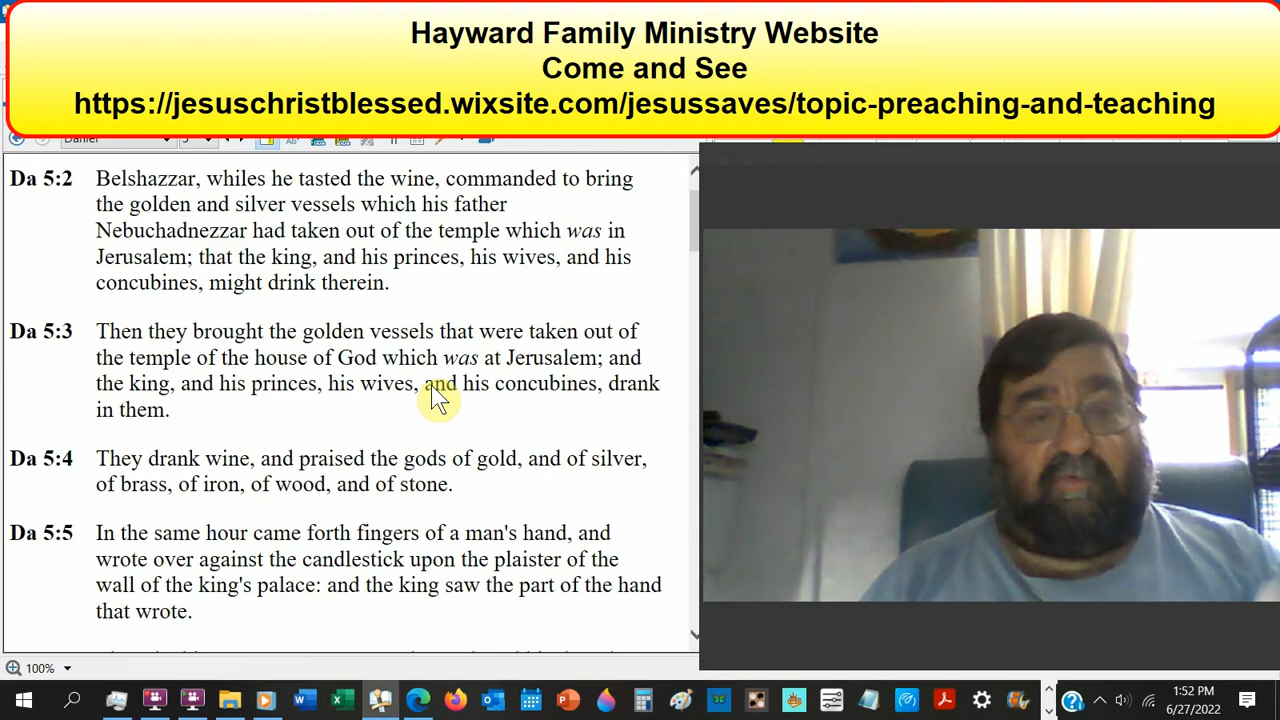 Hayward Family Ministry Website
Come and See
https://jesuschristblessed.wixsite.com/jesussaves/topic-preaching-and-teaching
Da 5:2 Belshazzar, whiles he tasted the wine, commanded to bring
the golden and silver vessels which his father
Nebuchadnezzar had taken out of the temple which was in
Jerusalem; that the king, and his princes, his wives, and his
concubines, might drink therein.
Da 5:3 Then they brought the golden vessels that were taken out of
the temple of the house of God which was at Jerusalem; and
the king, and his princes, his wives, and his concubines, drank
in them.
Da 5:4 They drank wine, and praised the gods of gold, and of silver,
of brass, of iron, of wood, and of stone.
Da 5:5 In the same hour came forth fingers of a man's hand, and
wrote over against the candlestick upon the plaister of the
wall of the king's palace: and the king saw the part of the hand
that wrote.
100%
1:52 PM
6/27/2022